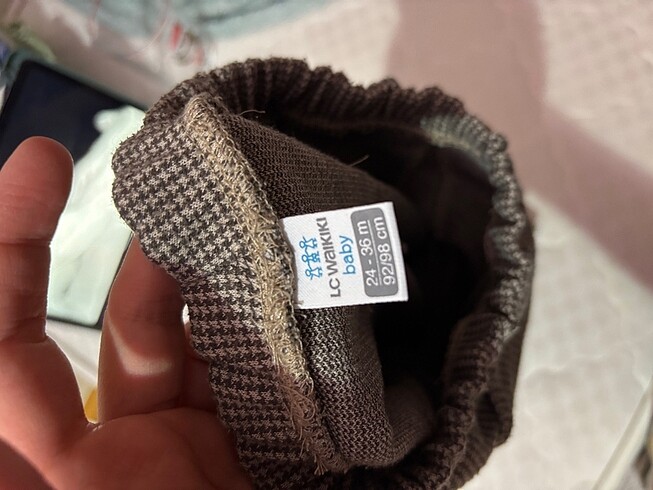 LC WAIKIKI
baby
24 - 36 m
92/98 cm